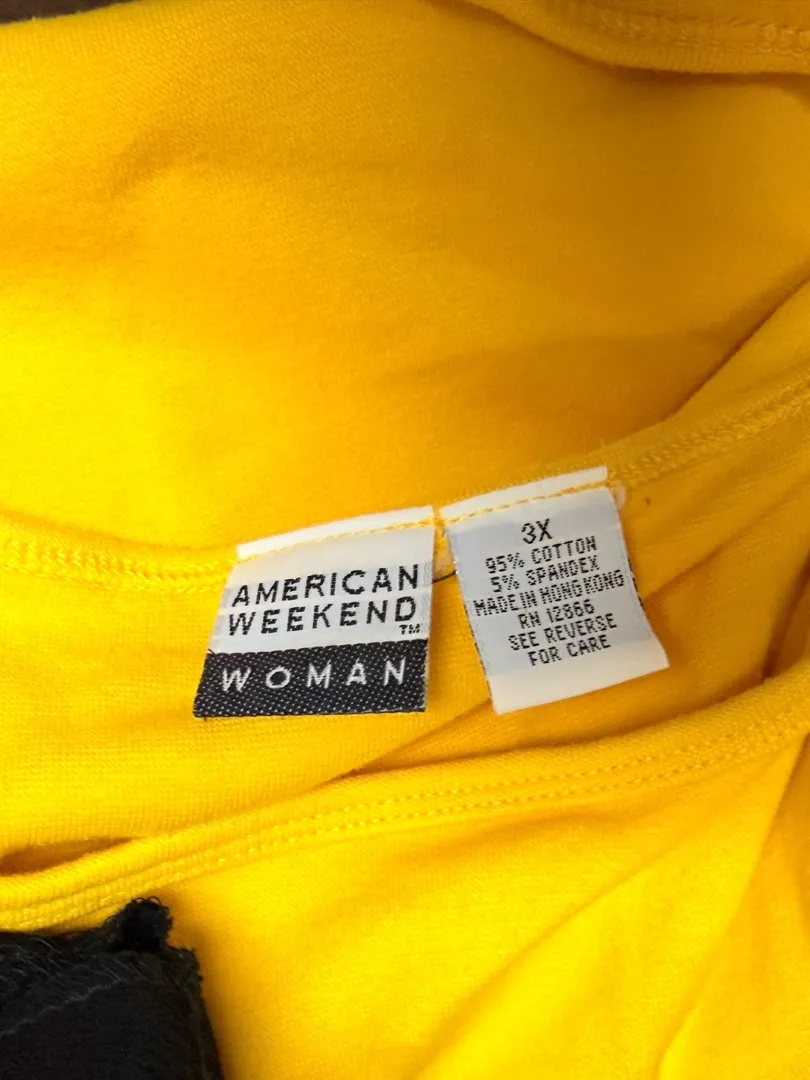 AMERICAN
WEEKEND
TM
WOMAN
3X
95% COTTON
5% SPANDEX
MADE IN HONG KONG
RN 12866
SEE REVERSE
FOR CARE